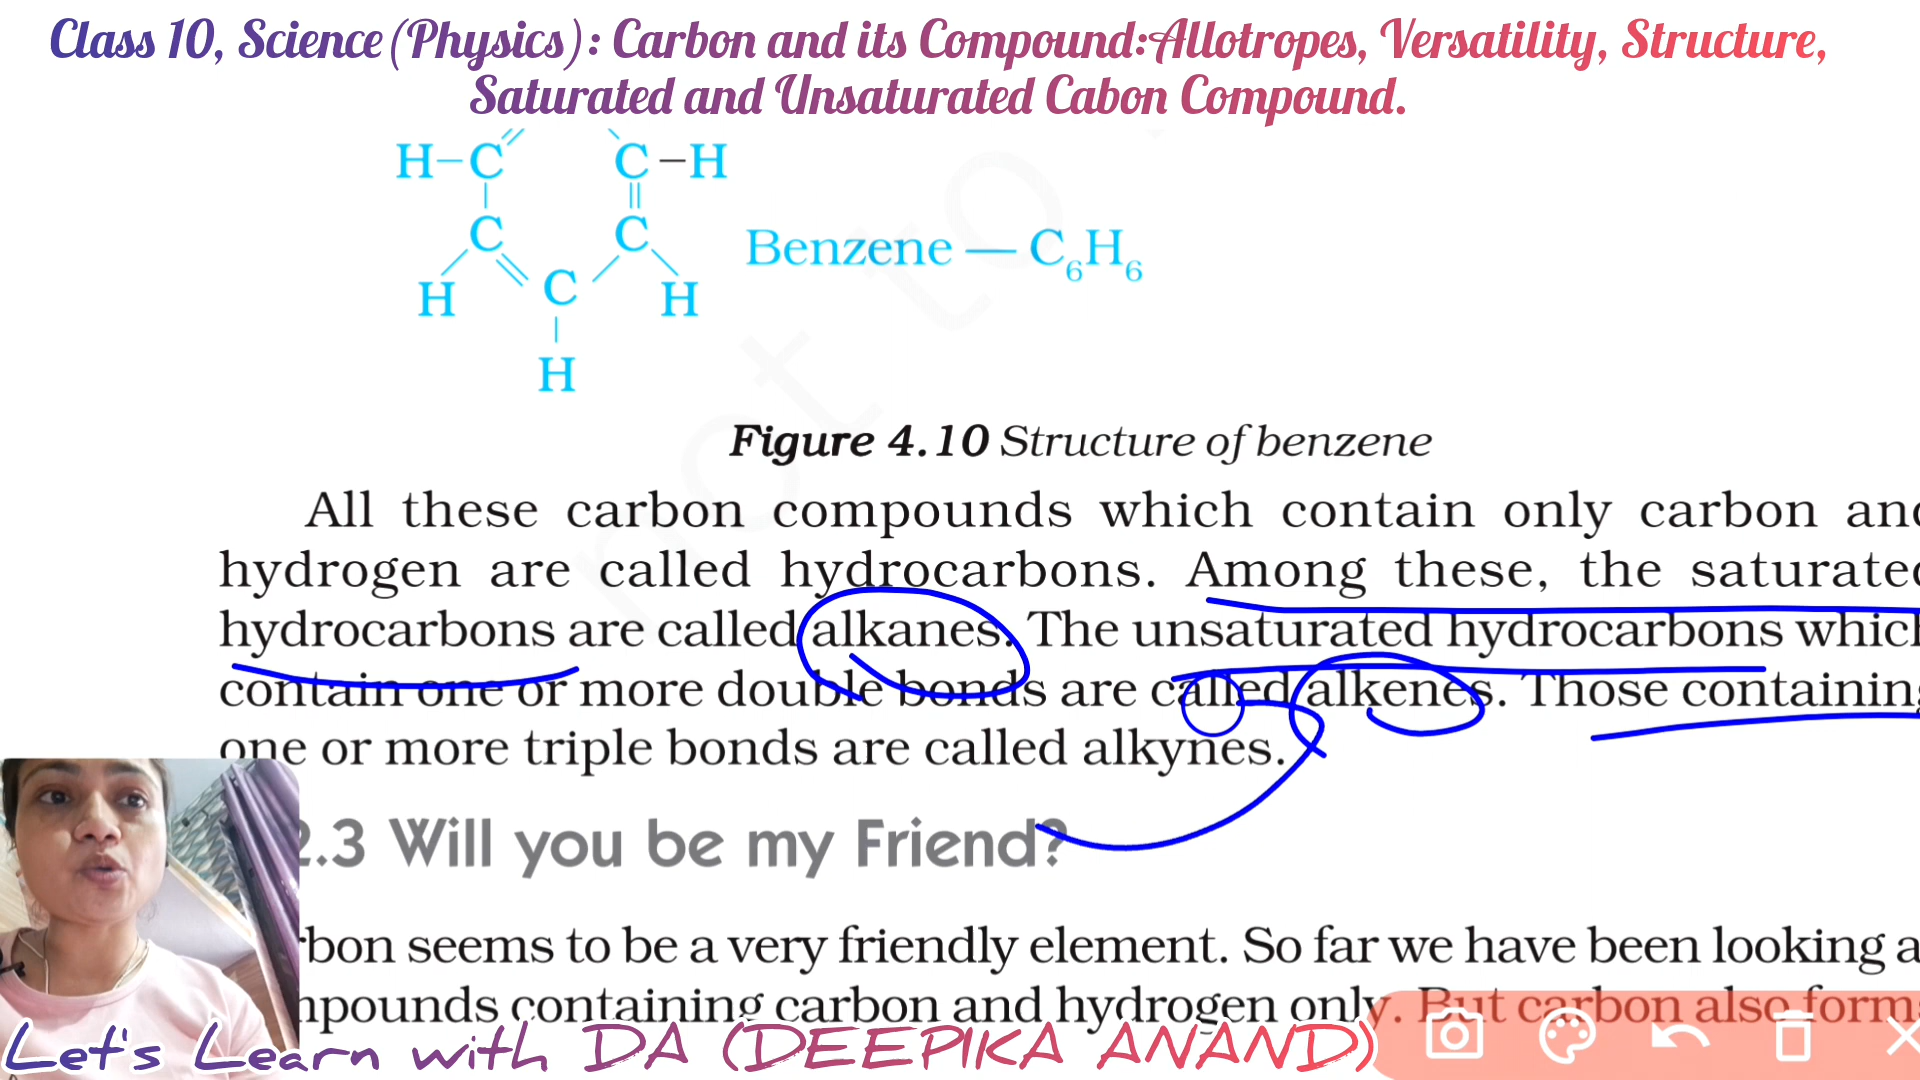 Class 10, Science(Physics): Carbon and its Compound:Allotropes, Versatility, Structure,
Saturated and Unsaturated Cabon Compound.
H–C C–H
C C
H C H
H
Benzene — C₆H₆
not to
Figure 4.10 Structure of benzene
All these carbon compounds which contain only carbon and
hydrogen are called hydrocarbons. Among these, the saturated
hydrocarbons are called alkanes. The unsaturated hydrocarbons which
contain one or more double bonds are called alkenes. Those containing
one or more triple bonds are called alkynes.
2.3 Will you be my Friend?
rbon seems to be a very friendly element. So far we have been looking a
mpounds containing carbon and hydrogen only. But carbon also form
Let's Learn with DA (DEEPIKA ANAND)